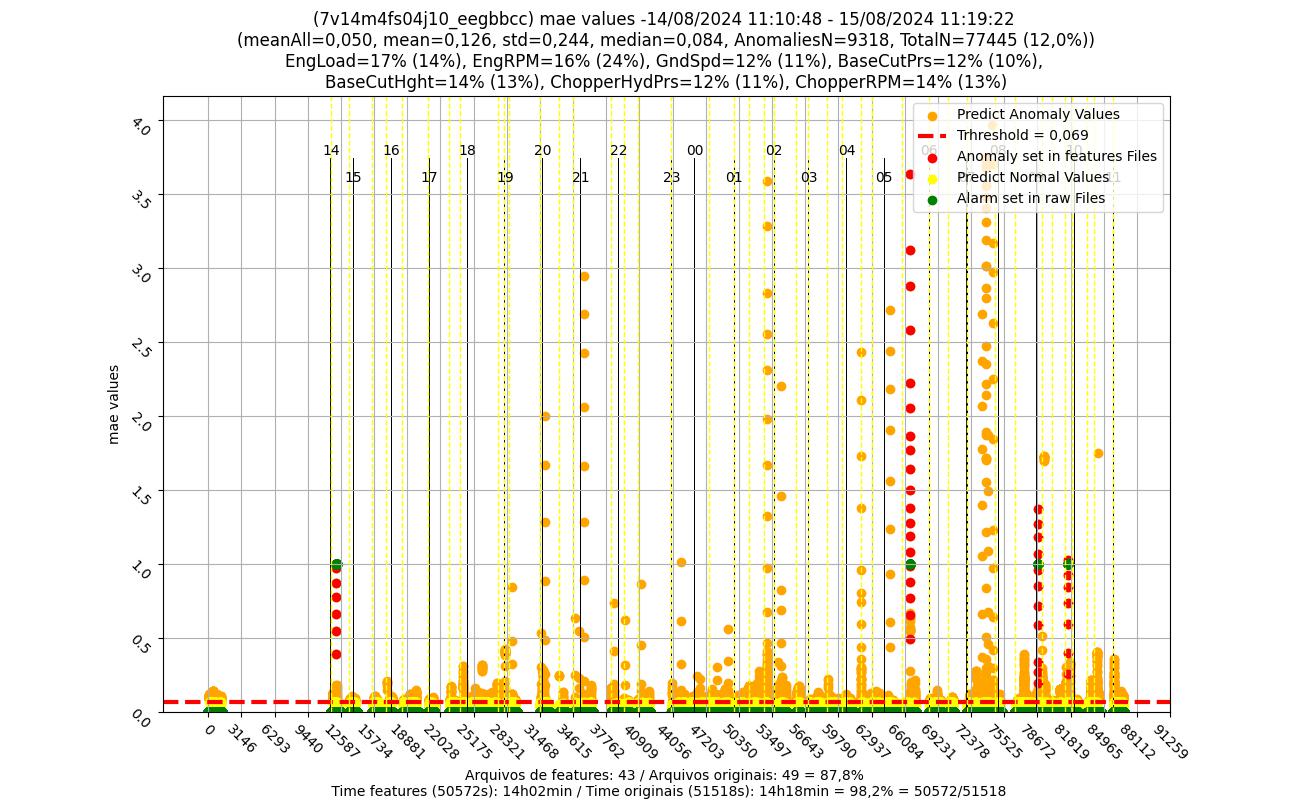 (7v14m4fs04j10_eegbbcc) mae values -14/08/2024 11:10:48 - 15/08/2024 11:19:22
(meanAll=0,050, mean=0,126, std=0,244, median=0,084, AnomaliesN=9318, TotalN=77445 (12,0%))
EngLoad=17% (14%), EngRPM=16% (24%), GndSpd=12% (11%), BaseCutPrs=12% (10%),
BaseCutHght=14% (13%), ChopperHydPrs=12% (11%), ChopperRPM=14% (13%)
Predict Anomaly Values
Trhreshold = 0,069
Anomaly set in features Files
Predict Normal Values
Alarm set in raw Files
14 16 18 20 22 00 02 04 06 08 10
15 17 19 21 23 01 03 05 11
4.0
3.5
3.0
2.5
2.0
1.5
1.0
0.5
0.0
mae values
0 3146 6293 9440 12587 15734 18881 22028 25175 28321 31468 34615 37762 40909 44056 47203 50350 53497 56643 59790 62937 66084 69231 72378 75525 78672 81819 84965 88112 91259
Arquivos de features: 43 / Arquivos originais: 49 = 87,8%
Time features (50572s): 14h02min / Time originais (51518s): 14h18min = 98,2% = 50572/51518